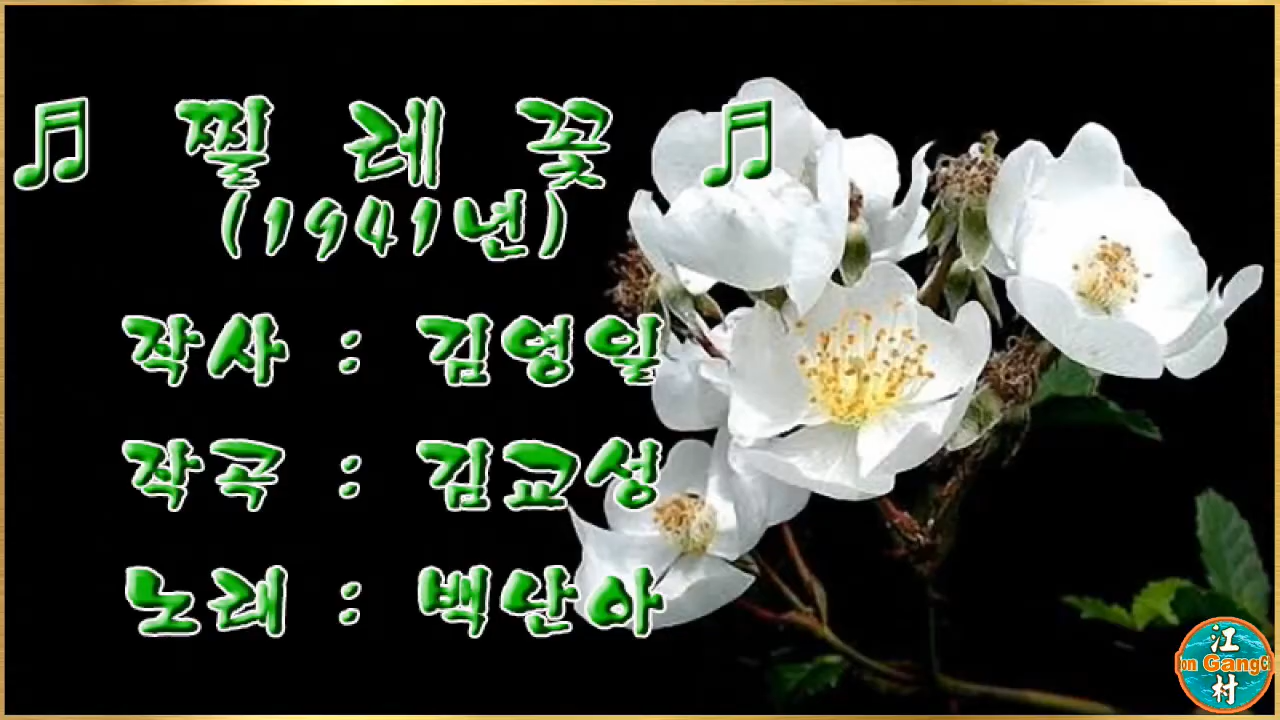 ♫ 찔 레 꽃 ♫
(1941년)
작사 : 김영일
작곡 : 김교성
노래 : 백난아
江
on Gang
村